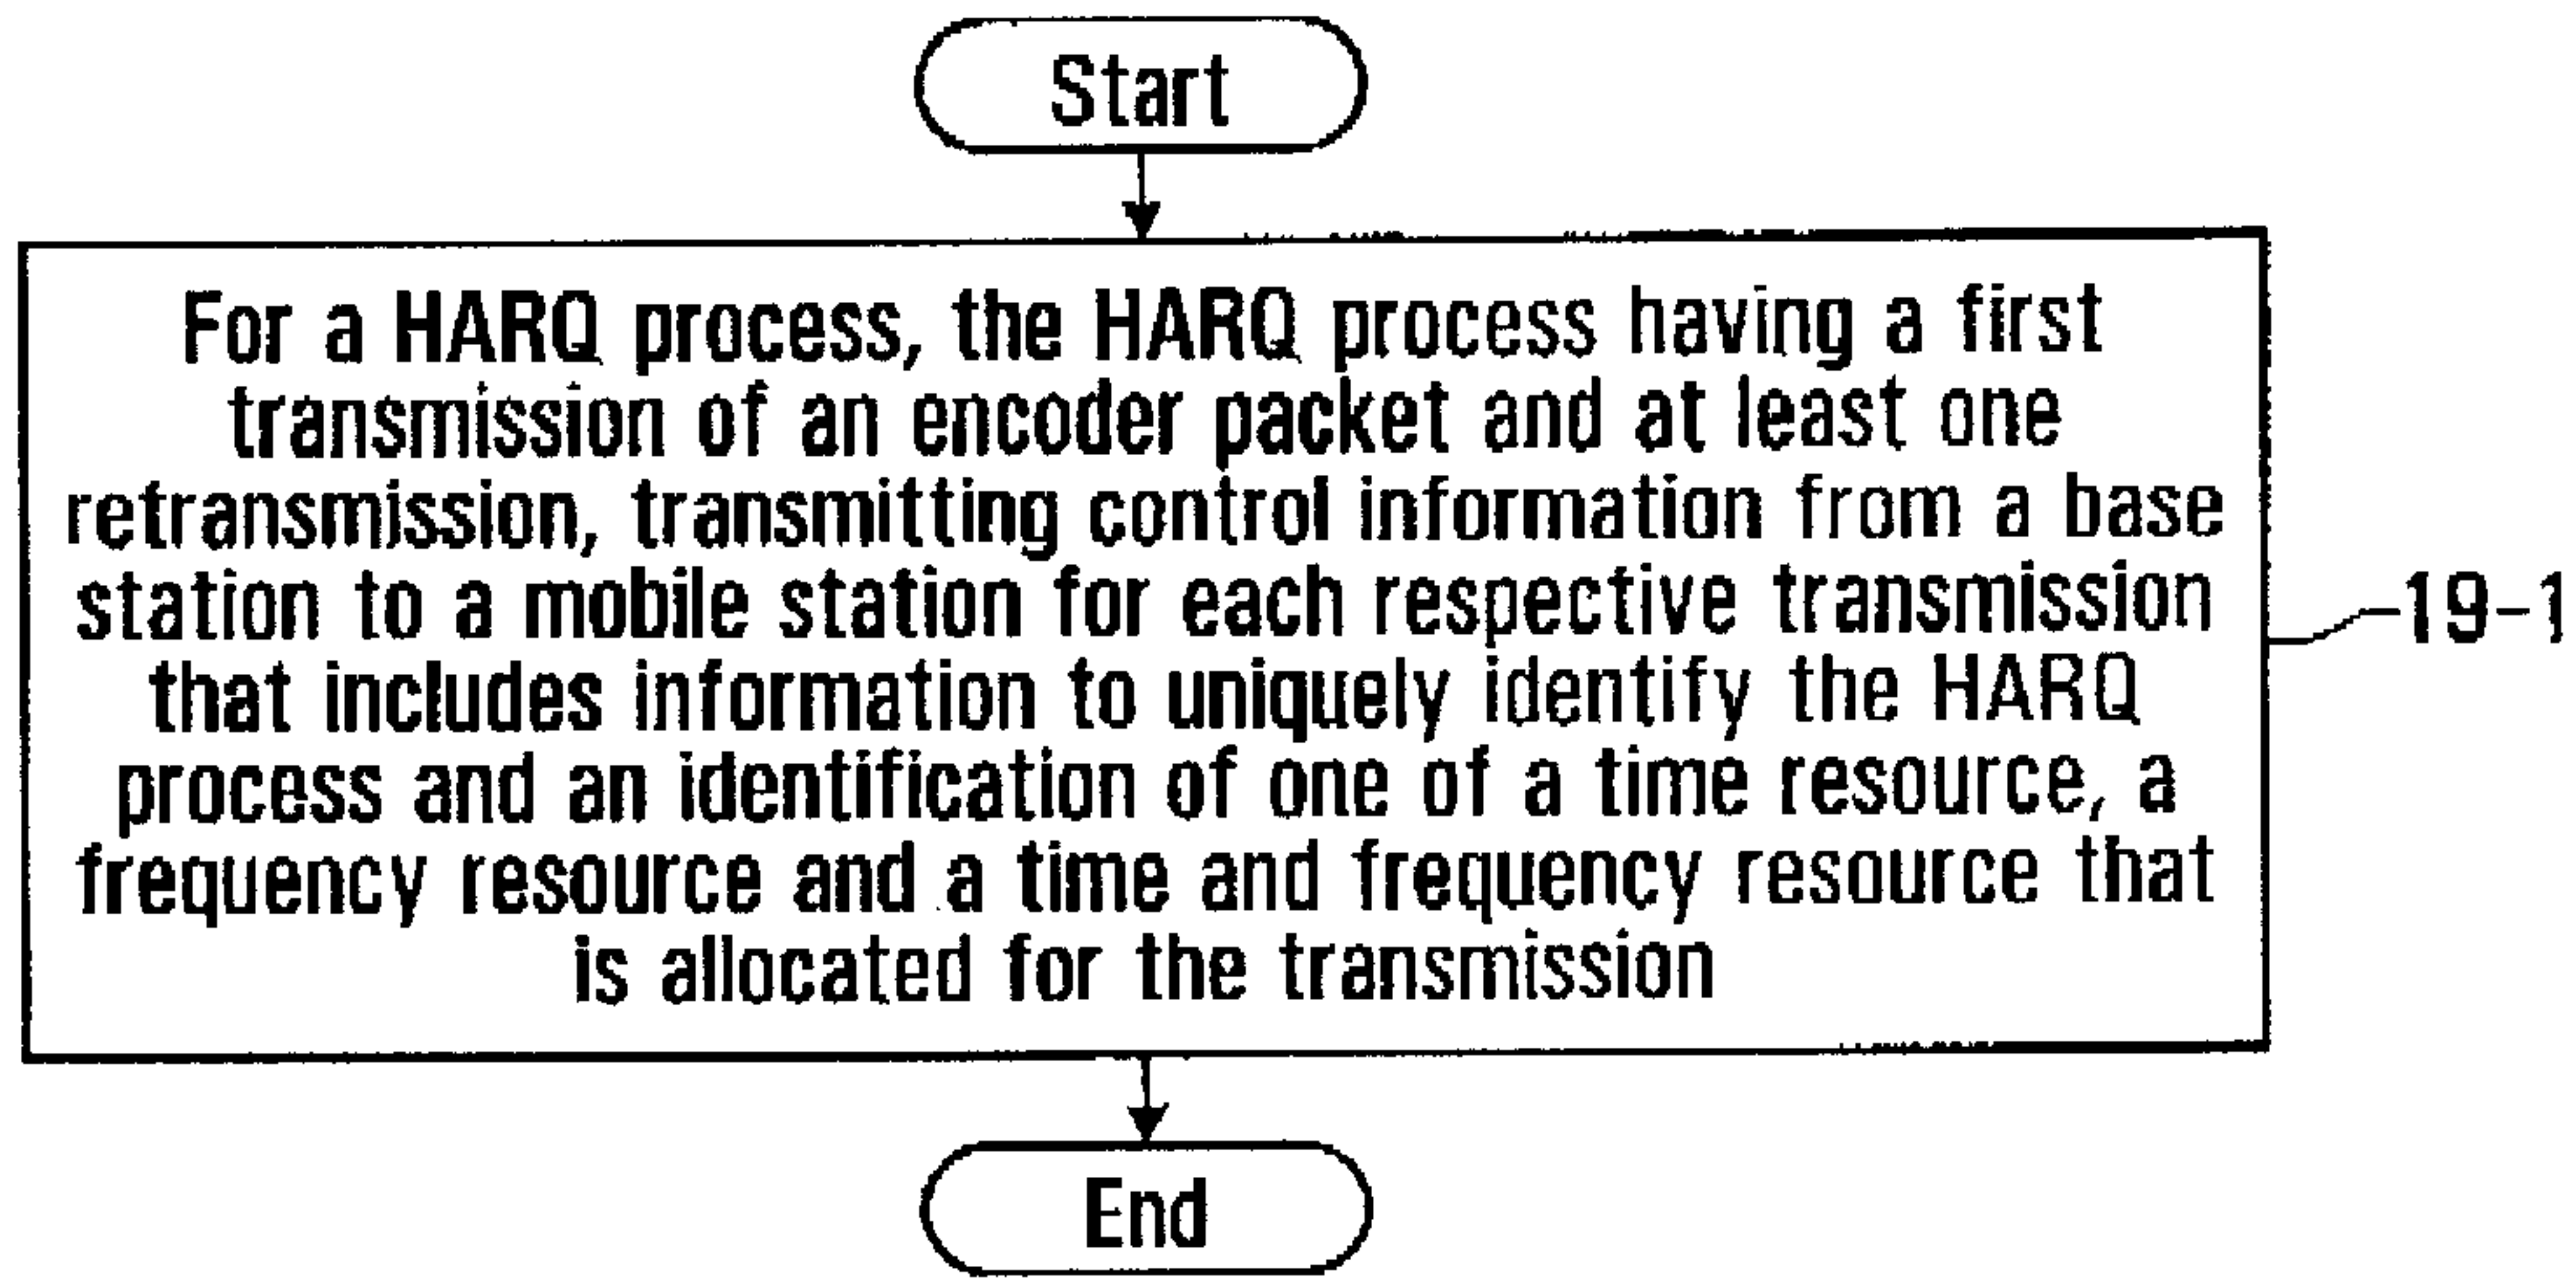 Start
For a HARQ process, the HARQ process having a first
transmission of an encoder packet and at least one
retransmission, transmitting control information from a base
station to a mobile station for each respective transmission
that includes information to uniquely identify the HARQ
process and an identification of one of a time resource, a
frequency resource and a time and frequency resource that
is allocated for the transmission
19-1
End